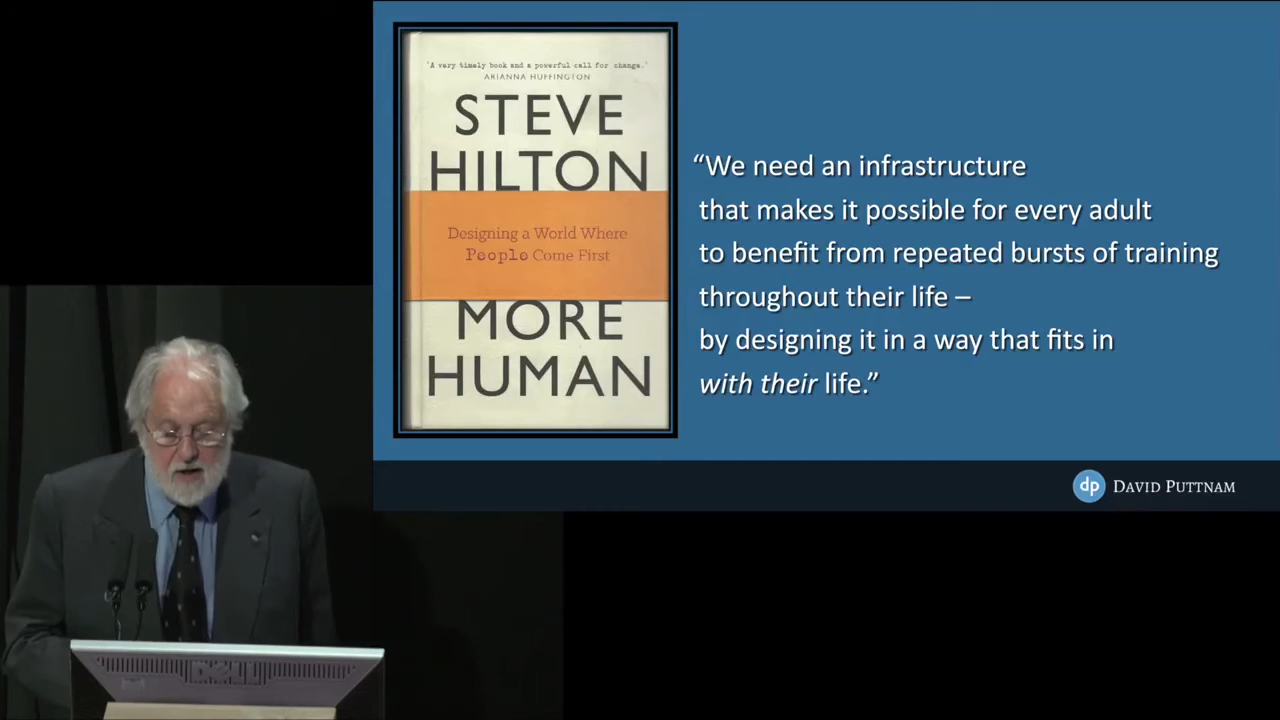 'A very timely book and a powerful call for change.'
ARIANNA HUFFINGTON
STEVE
HILTON
Designing a World Where
People Come First
MORE
HUMAN
“We need an infrastructure
that makes it possible for every adult
to benefit from repeated bursts of training
throughout their life –
by designing it in a way that fits in
with their life.”
dp DAVID PUTTNAM